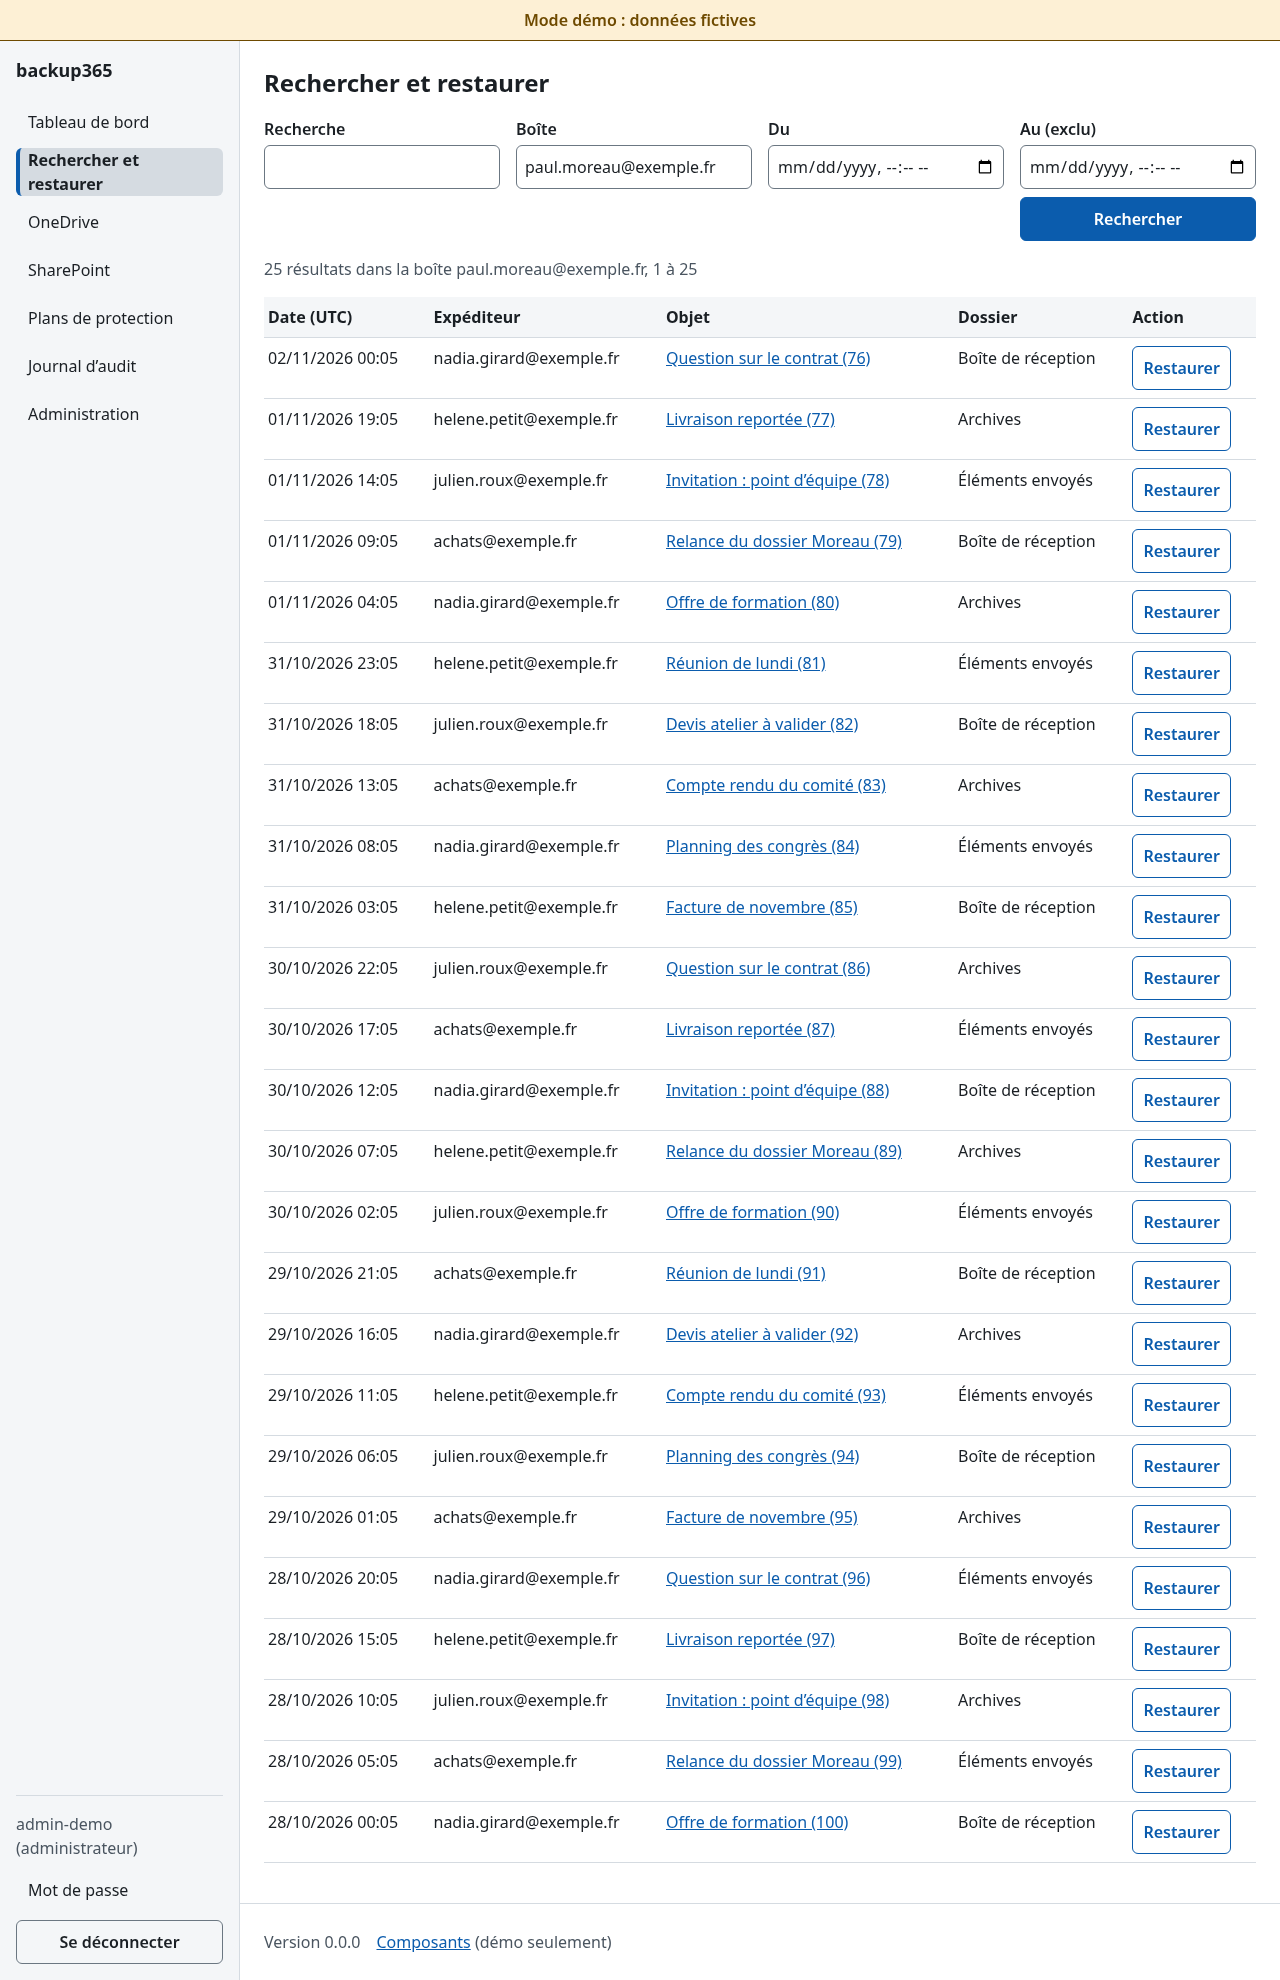 Mode démo : données fictives
backup365
Tableau de bord
Rechercher et
restaurer
OneDrive
SharePoint
Plans de protection
Journal d’audit
Administration
admin-demo
(administrateur)
Mot de passe
Se déconnecter
Rechercher et restaurer
Recherche
Boîte
Du
Au (exclu)
paul.moreau@exemple.fr
mm/dd/yyyy, --:-- --
mm/dd/yyyy, --:-- --
Rechercher
25 résultats dans la boîte paul.moreau@exemple.fr, 1 à 25
Date (UTC) Expéditeur Objet Dossier Action
02/11/2026 00:05 nadia.girard@exemple.fr Question sur le contrat (76) Boîte de réception Restaurer
01/11/2026 19:05 helene.petit@exemple.fr Livraison reportée (77) Archives Restaurer
01/11/2026 14:05 julien.roux@exemple.fr Invitation : point d’équipe (78) Éléments envoyés Restaurer
01/11/2026 09:05 achats@exemple.fr Relance du dossier Moreau (79) Boîte de réception Restaurer
01/11/2026 04:05 nadia.girard@exemple.fr Offre de formation (80) Archives Restaurer
31/10/2026 23:05 helene.petit@exemple.fr Réunion de lundi (81) Éléments envoyés Restaurer
31/10/2026 18:05 julien.roux@exemple.fr Devis atelier à valider (82) Boîte de réception Restaurer
31/10/2026 13:05 achats@exemple.fr Compte rendu du comité (83) Archives Restaurer
31/10/2026 08:05 nadia.girard@exemple.fr Planning des congrès (84) Éléments envoyés Restaurer
31/10/2026 03:05 helene.petit@exemple.fr Facture de novembre (85) Boîte de réception Restaurer
30/10/2026 22:05 julien.roux@exemple.fr Question sur le contrat (86) Archives Restaurer
30/10/2026 17:05 achats@exemple.fr Livraison reportée (87) Éléments envoyés Restaurer
30/10/2026 12:05 nadia.girard@exemple.fr Invitation : point d’équipe (88) Boîte de réception Restaurer
30/10/2026 07:05 helene.petit@exemple.fr Relance du dossier Moreau (89) Archives Restaurer
30/10/2026 02:05 julien.roux@exemple.fr Offre de formation (90) Éléments envoyés Restaurer
29/10/2026 21:05 achats@exemple.fr Réunion de lundi (91) Boîte de réception Restaurer
29/10/2026 16:05 nadia.girard@exemple.fr Devis atelier à valider (92) Archives Restaurer
29/10/2026 11:05 helene.petit@exemple.fr Compte rendu du comité (93) Éléments envoyés Restaurer
29/10/2026 06:05 julien.roux@exemple.fr Planning des congrès (94) Boîte de réception Restaurer
29/10/2026 01:05 achats@exemple.fr Facture de novembre (95) Archives Restaurer
28/10/2026 20:05 nadia.girard@exemple.fr Question sur le contrat (96) Éléments envoyés Restaurer
28/10/2026 15:05 helene.petit@exemple.fr Livraison reportée (97) Boîte de réception Restaurer
28/10/2026 10:05 julien.roux@exemple.fr Invitation : point d’équipe (98) Archives Restaurer
28/10/2026 05:05 achats@exemple.fr Relance du dossier Moreau (99) Éléments envoyés Restaurer
28/10/2026 00:05 nadia.girard@exemple.fr Offre de formation (100) Boîte de réception Restaurer
Version 0.0.0 Composants (démo seulement)